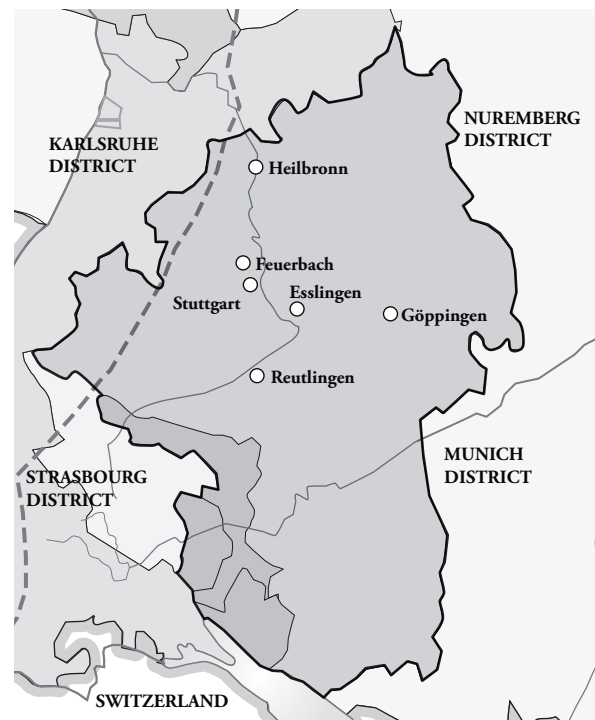 NUREMBERG
DISTRICT
KARLSRUHE
DISTRICT
Heilbronn
Feuerbach
Stuttgart
Esslingen
Göppingen
Reutlingen
MUNICH
DISTRICT
STRASBOURG
DISTRICT
SWITZERLAND